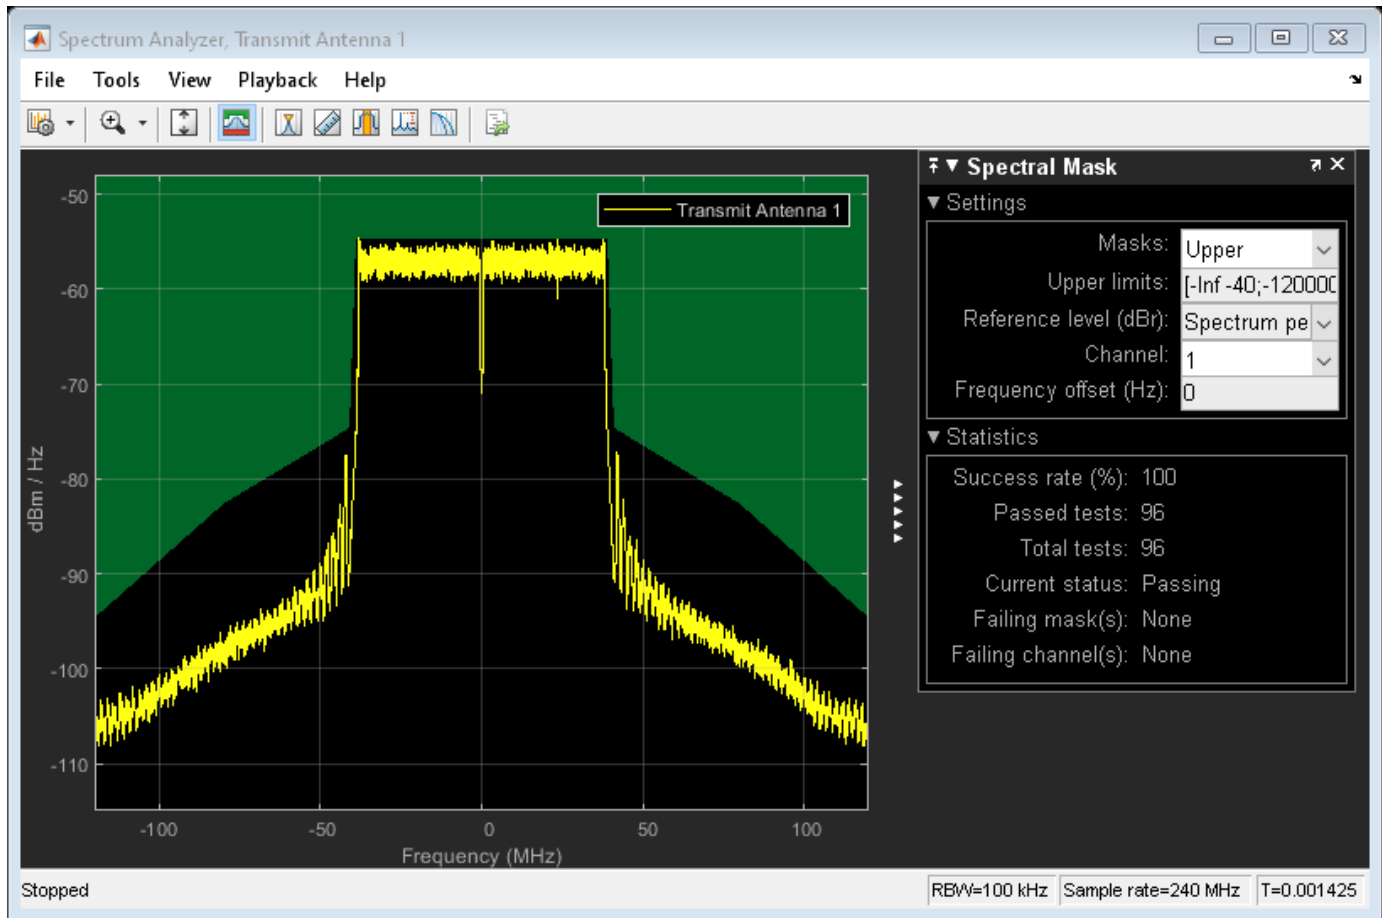 Spectrum Analyzer, Transmit Antenna 1
File Tools View Playback Help
Transmit Antenna 1
-50
-60
-70
-80
-90
-100
-110
dBm / Hz
-100 -50 0 50 100
Frequency (MHz)
Spectral Mask
Settings
Masks: Upper
Upper limits: [-Inf -40;-120000
Reference level (dBr): Spectrum pe
Channel: 1
Frequency offset (Hz): 0
Statistics
Success rate (%): 100
Passed tests: 96
Total tests: 96
Current status: Passing
Failing mask(s): None
Failing channel(s): None
Stopped
RBW=100 kHz Sample rate=240 MHz T=0.001425